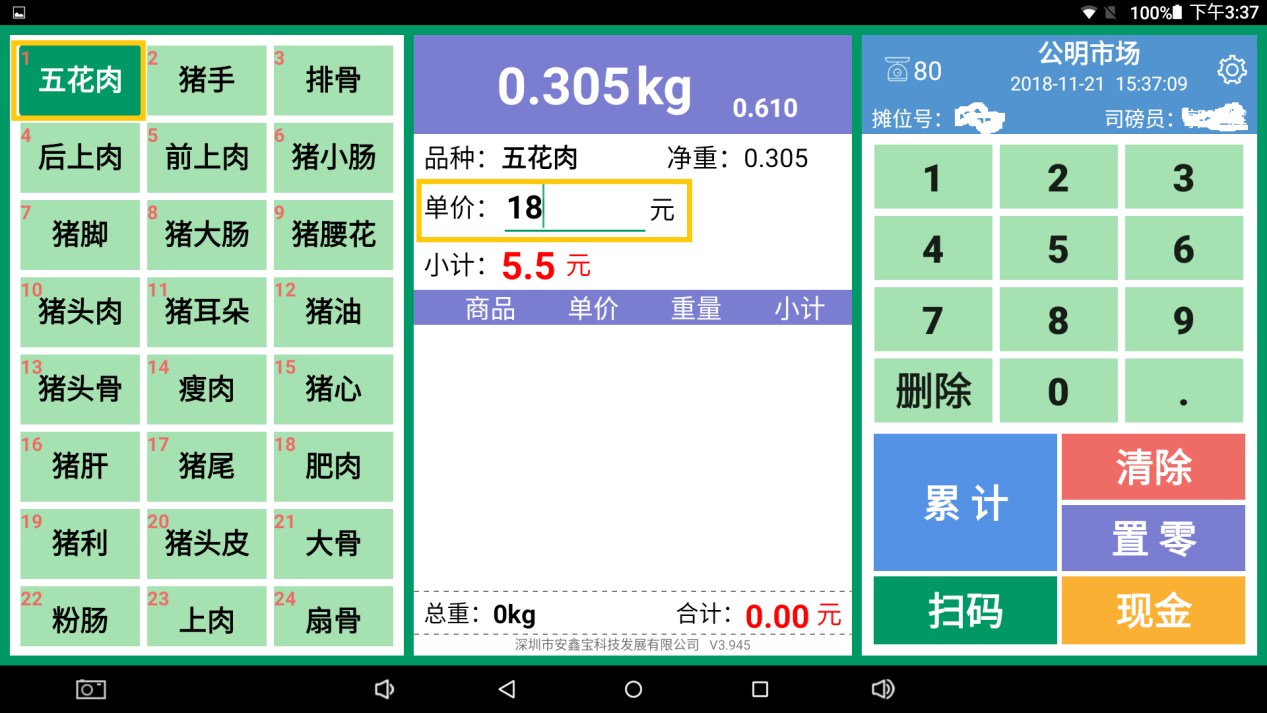 100% 下午3:37
1 五花肉
2 猪手
3 排骨
4 后上肉
5 前上肉
6 猪小肠
7 猪脚
8 猪大肠
9 猪腰花
10 猪头肉
11 猪耳朵
12 猪油
13 猪头骨
14 瘦肉
15 猪心
16 猪肝
17 猪尾
18 肥肉
19 猪利
20 猪头皮
21 大骨
22 粉肠
23 上肉
24 扇骨
0.305kg 0.610
品种：五花肉 净重：0.305
单价：18 元
小计：5.5 元
商品 单价 重量 小计
总重：0kg 合计：0.00 元
深圳市安鑫宝科技发展有限公司 V3.945
80
公明市场
2018-11-21 15:37:09
摊位号： 司磅员：
1 2 3
4 5 6
7 8 9
删除 0 .
累计
清除
置零
扫码 现金